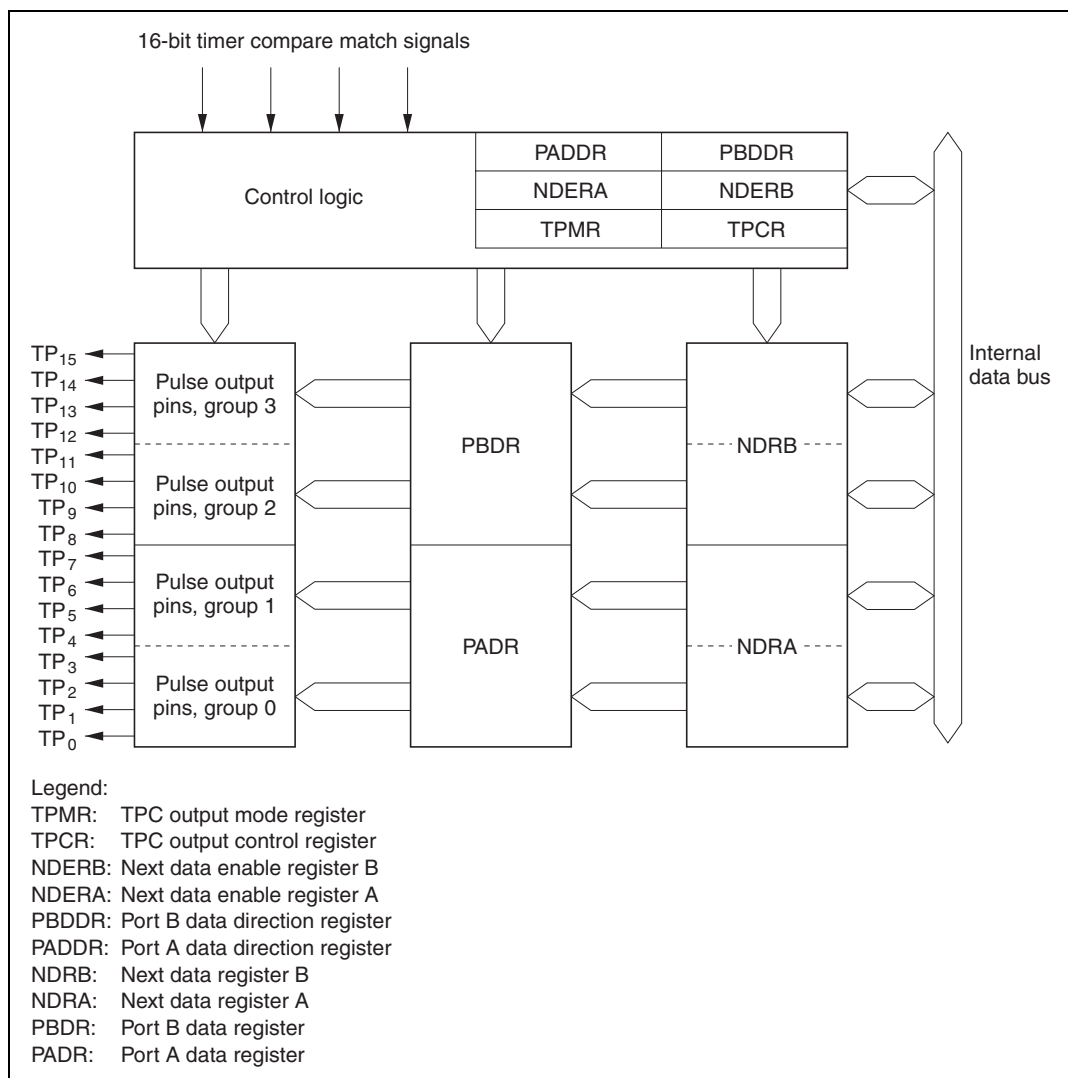 16-bit timer compare match signals
Control logic
PADDR
PBDDR
NDERA
NDERB
TPMR
TPCR
Internal
data bus
TP15
TP14
TP13
TP12
TP11
TP10
TP9
TP8
TP7
TP6
TP5
TP4
TP3
TP2
TP1
TP0
Pulse output
pins, group 3
Pulse output
pins, group 2
Pulse output
pins, group 1
Pulse output
pins, group 0
PBDR
PADR
NDRB
NDRA
Legend:
TPMR: TPC output mode register
TPCR: TPC output control register
NDERB: Next data enable register B
NDERA: Next data enable register A
PBDDR: Port B data direction register
PADDR: Port A data direction register
NDRB: Next data register B
NDRA: Next data register A
PBDR: Port B data register
PADR: Port A data register